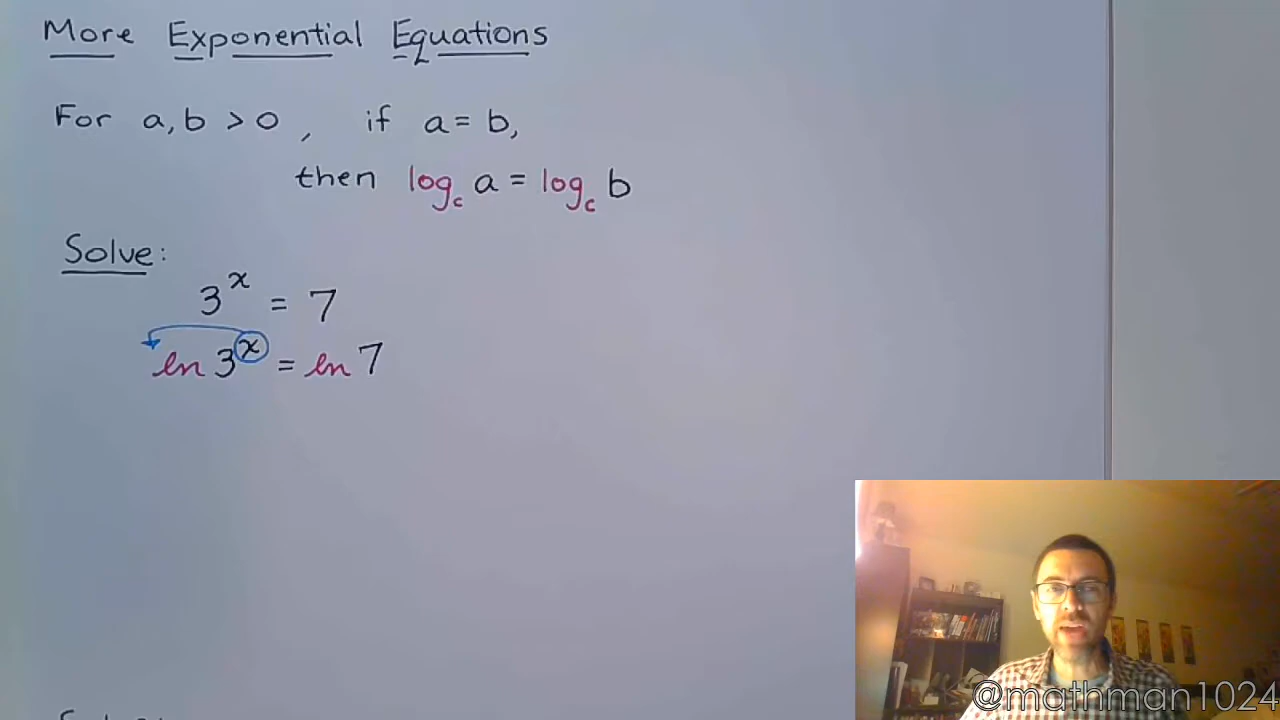 More Exponential Equations
For a, b > 0, if a = b,
then log_c a = log_c b
Solve:
3^x = 7
ln 3^x = ln 7
@mathman1024